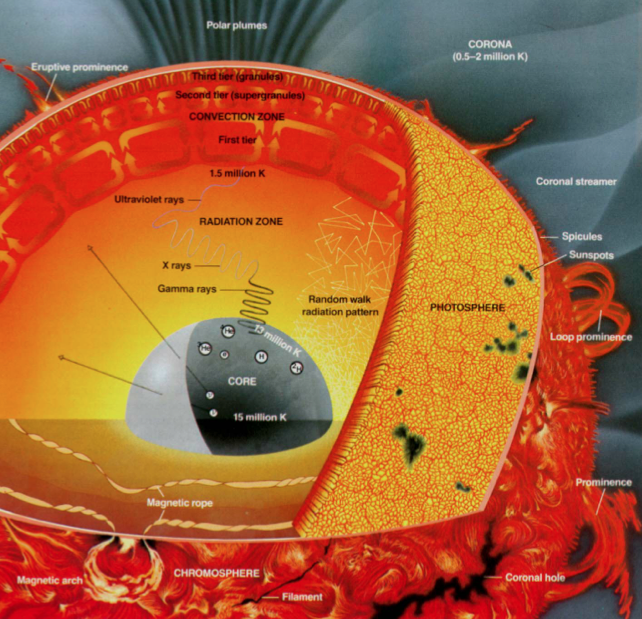 Polar plumes
CORONA
(0.5–2 million K)
Eruptive prominence
Third tier (granules)
Second tier (supergranules)
CONVECTION ZONE
First tier
1.5 million K
Coronal streamer
Ultraviolet rays
RADIATION ZONE
Spicules
Sunspots
X rays
Gamma rays
Random walk
radiation pattern
PHOTOSPHERE
13 million K
Loop prominence
H
CORE
15 million K
Prominence
Magnetic rope
CHROMOSPHERE
Magnetic arch
Coronal hole
Filament